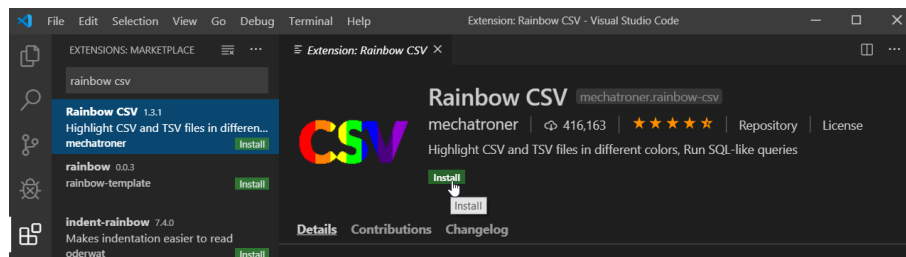 File Edit Selection View Go Debug Terminal Help Extension: Rainbow CSV - Visual Studio Code
EXTENSIONS: MARKETPLACE
rainbow csv
Rainbow CSV 1.3.1
Highlight CSV and TSV files in differen...
mechatroner Install
rainbow 0.0.3
rainbow-template Install
indent-rainbow 7.4.0
Makes indentation easier to read
oderwat Install
Extension: Rainbow CSV
CSV
Rainbow CSV mechatroner.rainbow-csv
mechatroner 416,163 Repository License
Highlight CSV and TSV files in different colors, Run SQL-like queries
Install
Install
Details Contributions Changelog